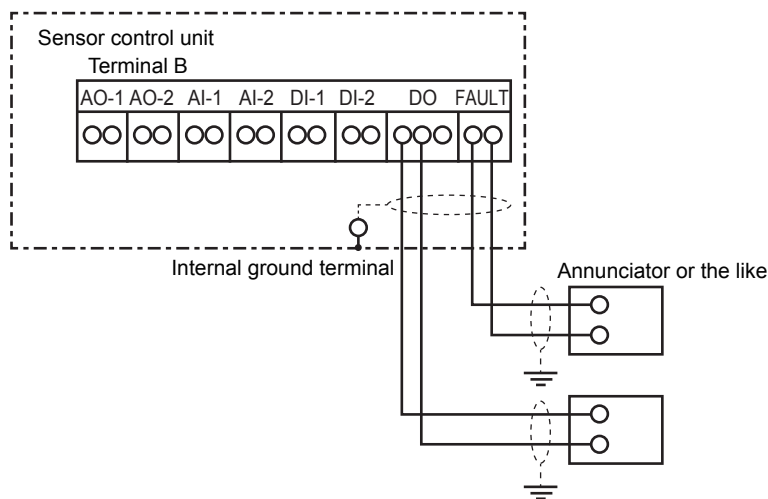 Sensor control unit
Terminal B
AO-1 AO-2 AI-1 AI-2 DI-1 DI-2 DO FAULT
Internal ground terminal
Annunciator or the like